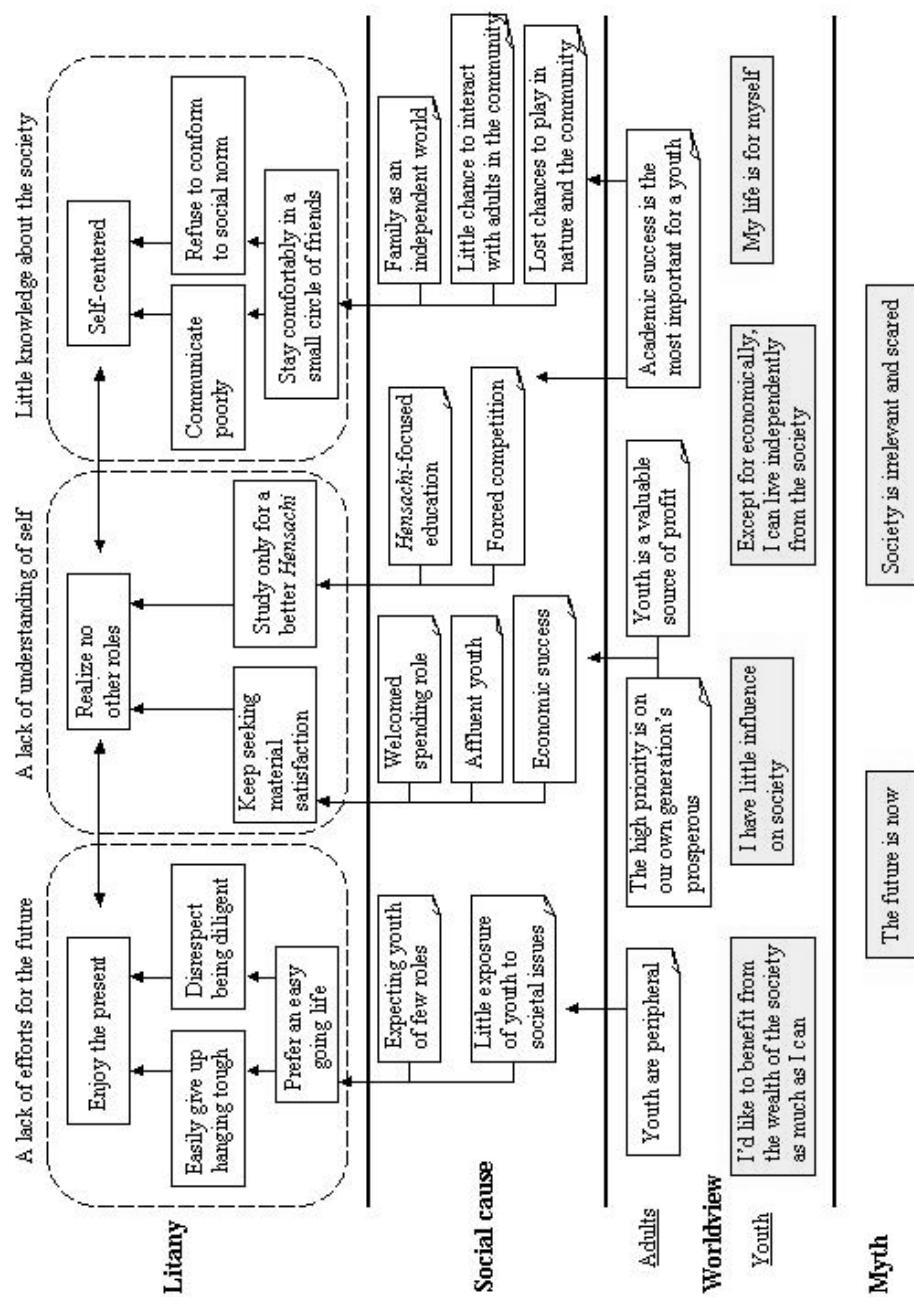 A lack of efforts for the future
A lack of understanding of self
Little knowledge about the society
Litany
Enjoy the present
Easily give up
hanging tough
Disrespect
being diligent
Prefer an easy
going life
Realize no
other roles
Keep seeking
material
satisfaction
Study only for a
better Hensachi
Self-centered
Communicate
poorly
Refuse to conform
to social norm
Stay comfortably in a
small circle of friends
Social cause
Expecting youth
of few roles
Little exposure
of youth to
societal issues
Welcomed
spending role
Affluent youth
Economic success
Hensachi-focused
education
Forced competition
Family as an
independent world
Little chance to interact
with adults in the community
Lost chances to play in
nature and the community
Worldview
Adults
Youth are peripheral
The high priority is on
our own generation's
prosperous
Youth is a valuable
source of profit
Academic success is the
most important for a youth
Youth
I'd like to benefit from
the wealth of the society
as much as I can
I have little influence
on society
Except for economically,
I can live independently
from the society
My life is for myself
Myth
The future is now
Society is irrelevant and scared